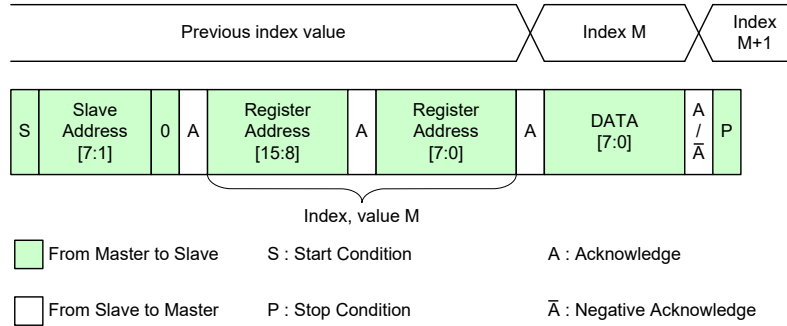 Previous index value
Index M
Index
M+1
S
Slave
Address
[7:1]
0
A
Register
Address
[15:8]
A
Register
Address
[7:0]
A
DATA
[7:0]
A
/
A̅
P
Index, value M
From Master to Slave
S : Start Condition
A : Acknowledge
From Slave to Master
P : Stop Condition
A̅ : Negative Acknowledge